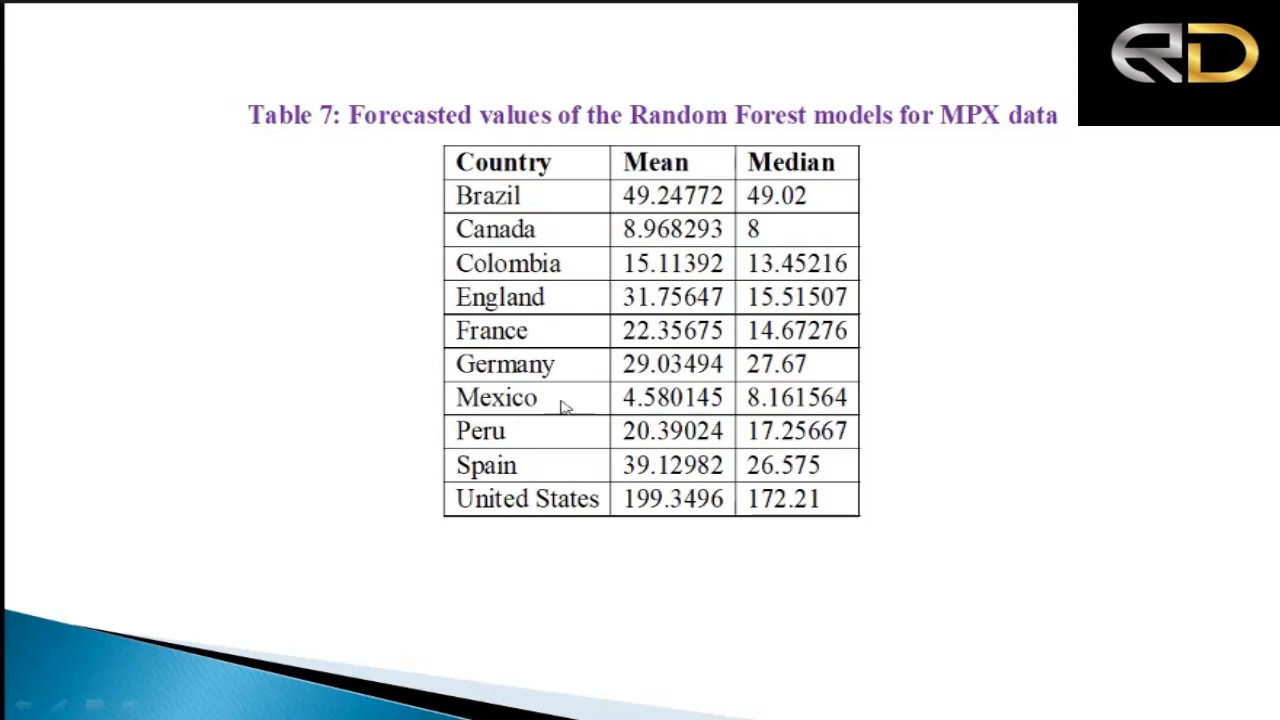 RD
Table 7: Forecasted values of the Random Forest models for MPX data
Country Mean Median
Brazil 49.24772 49.02
Canada 8.968293 8
Colombia 15.11392 13.45216
England 31.75647 15.51507
France 22.35675 14.67276
Germany 29.03494 27.67
Mexico 4.580145 8.161564
Peru 20.39024 17.25667
Spain 39.12982 26.575
United States 199.3496 172.21